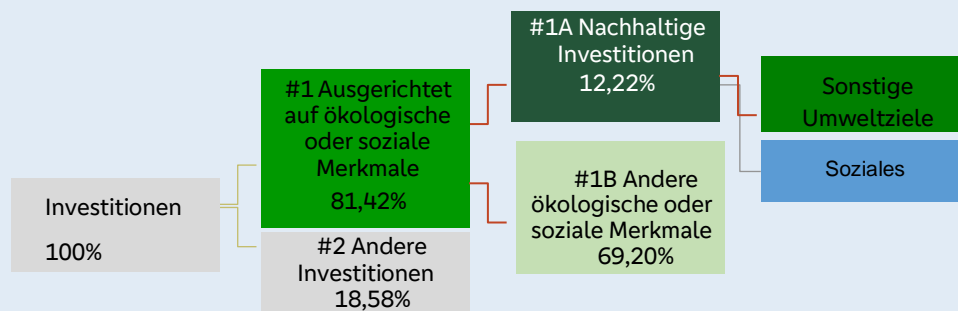 Investitionen
100%
#1 Ausgerichtet
auf ökologische
oder soziale
Merkmale
81,42%
#2 Andere
Investitionen
18,58%
#1A Nachhaltige
Investitionen
12,22%
#1B Andere
ökologische oder
soziale Merkmale
69,20%
Sonstige
Umweltziele
Soziales